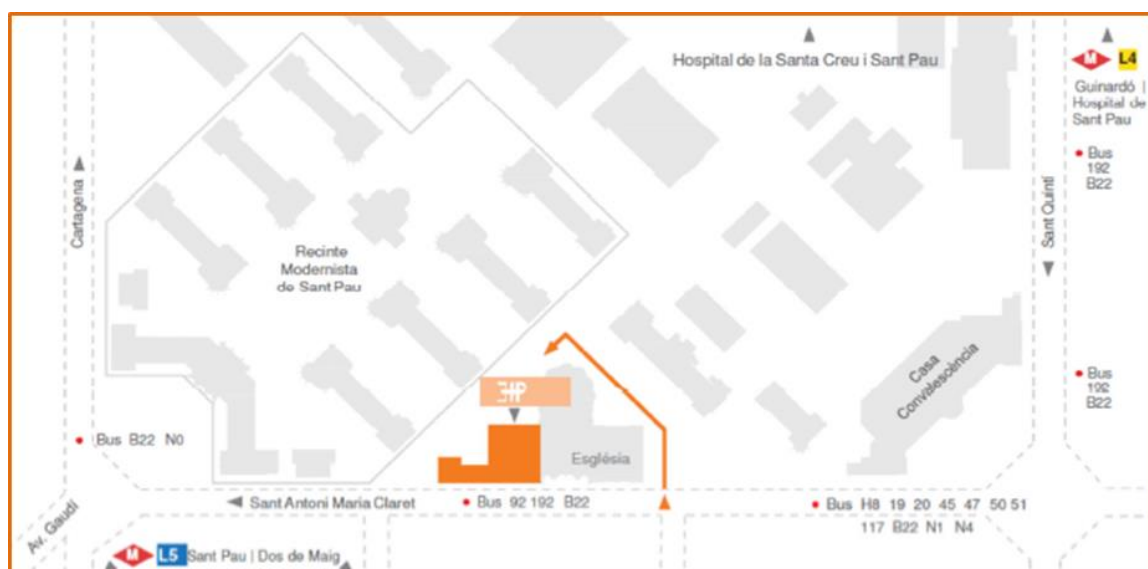 Hospital de la Santa Creu i Sant Pau
M L4
Guinardó |
Hospital de
Sant Pau
Bus
192
B22
Cartagena
Sant Quintí
Recinte
Modernista
de Sant Pau
Casa
Convalescència
Bus
192
B22
Bus B22 N0
Església
Sant Antoni Maria Claret
Bus 92 192 B22
Bus H8 19 20 45 47 50 51
117 B22 N1 N4
Av. Gaudí
M L5 Sant Pau | Dos de Maig